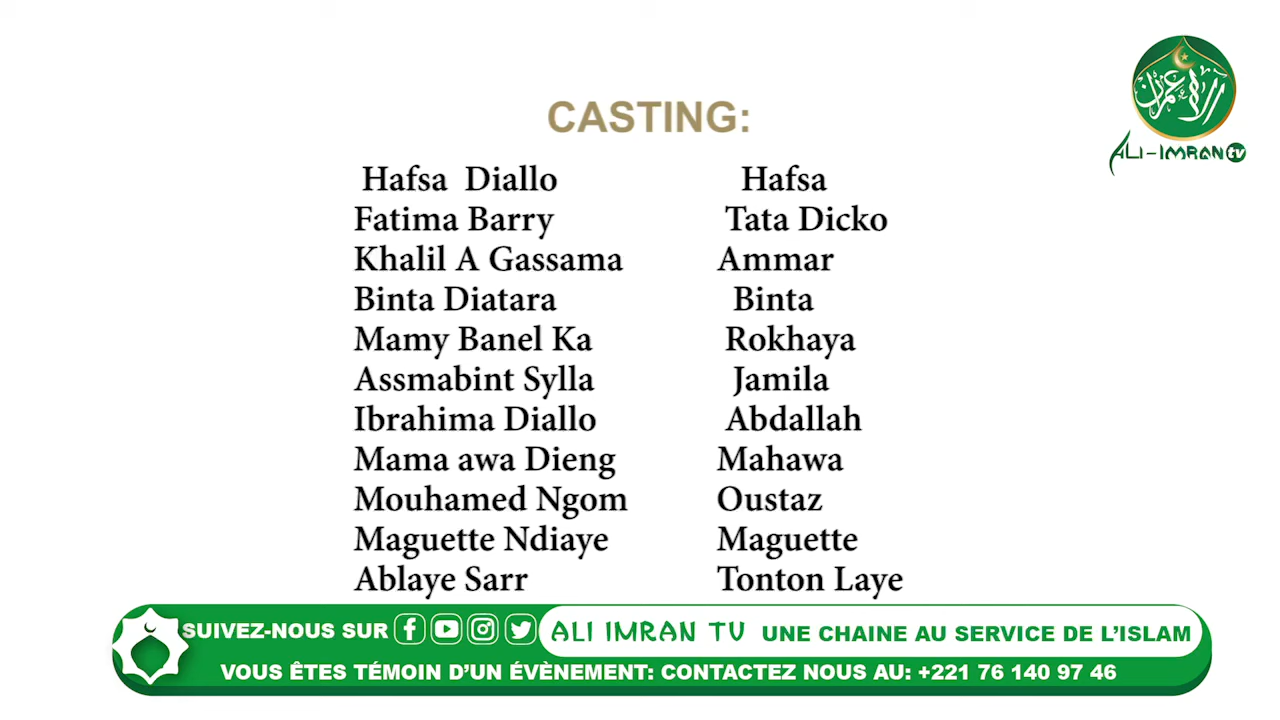 آل عمران
ALI-IMRAN tv
CASTING:
Hafsa Diallo Hafsa
Fatima Barry Tata Dicko
Khalil A Gassama Ammar
Binta Diatara Binta
Mamy Banel Ka Rokhaya
Assmabint Sylla Jamila
Ibrahima Diallo Abdallah
Mama awa Dieng Mahawa
Mouhamed Ngom Oustaz
Maguette Ndiaye Maguette
Ablaye Sarr Tonton Laye
SUIVEZ-NOUS SUR ALI IMRAN TV UNE CHAINE AU SERVICE DE L’ISLAM
VOUS ÊTES TÉMOIN D’UN ÉVÈNEMENT: CONTACTEZ NOUS AU: +221 76 140 97 46